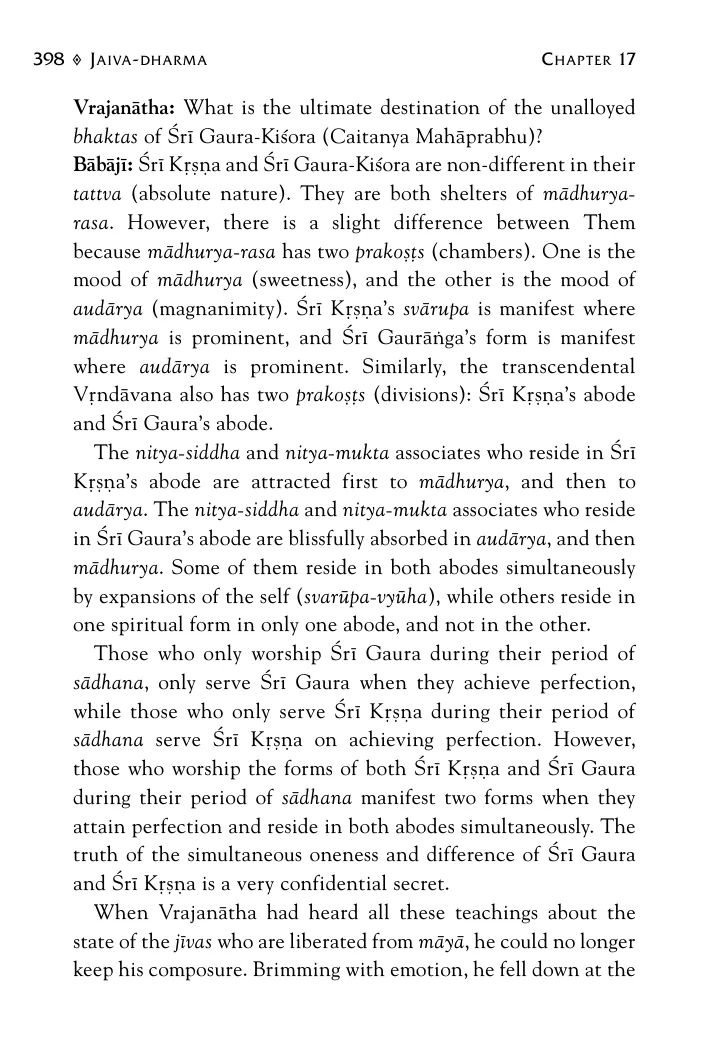 398 ◈ JAIVA-DHARMA CHAPTER 17
Vrajanātha: What is the ultimate destination of the unalloyed
bhaktas of Śrī Gaura-Kiśora (Caitanya Mahāprabhu)?
Bābājī: Śrī Kṛṣṇa and Śrī Gaura-Kiśora are non-different in their
tattva (absolute nature). They are both shelters of mādhurya-
rasa. However, there is a slight difference between Them
because mādhurya-rasa has two prakoṣṭs (chambers). One is the
mood of mādhurya (sweetness), and the other is the mood of
audārya (magnanimity). Śrī Kṛṣṇa's svārupa is manifest where
mādhurya is prominent, and Śrī Gaurāṅga's form is manifest
where audārya is prominent. Similarly, the transcendental
Vṛndāvana also has two prakoṣṭs (divisions): Śrī Kṛṣṇa's abode
and Śrī Gaura's abode.
The nitya-siddha and nitya-mukta associates who reside in Śrī
Kṛṣṇa's abode are attracted first to mādhurya, and then to
audārya. The nitya-siddha and nitya-mukta associates who reside
in Śrī Gaura's abode are blissfully absorbed in audārya, and then
mādhurya. Some of them reside in both abodes simultaneously
by expansions of the self (svarūpa-vyūha), while others reside in
one spiritual form in only one abode, and not in the other.
Those who only worship Śrī Gaura during their period of
sādhana, only serve Śrī Gaura when they achieve perfection,
while those who only serve Śrī Kṛṣṇa during their period of
sādhana serve Śrī Kṛṣṇa on achieving perfection. However,
those who worship the forms of both Śrī Kṛṣṇa and Śrī Gaura
during their period of sādhana manifest two forms when they
attain perfection and reside in both abodes simultaneously. The
truth of the simultaneous oneness and difference of Śrī Gaura
and Śrī Kṛṣṇa is a very confidential secret.
When Vrajanātha had heard all these teachings about the
state of the jīvas who are liberated from māyā, he could no longer
keep his composure. Brimming with emotion, he fell down at the